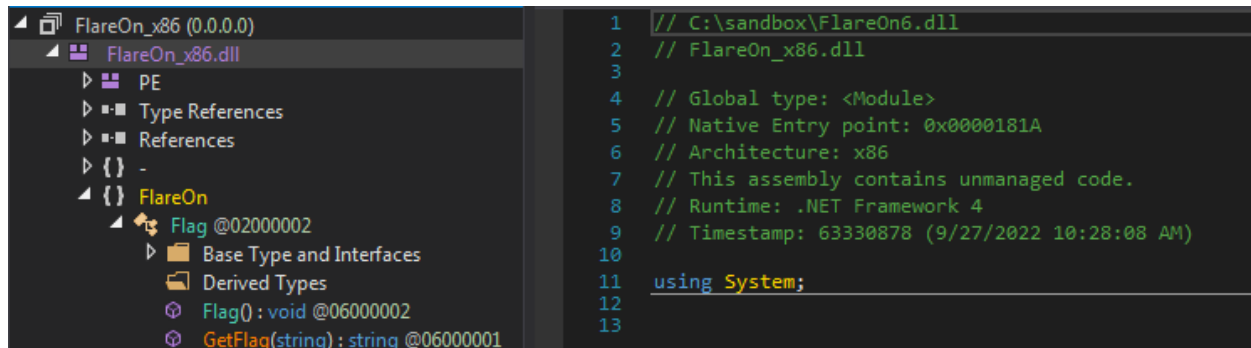 FlareOn_x86 (0.0.0.0)
FlareOn_x86.dll
PE
Type References
References
{ } -
{ } FlareOn
Flag @02000002
Base Type and Interfaces
Derived Types
Flag() : void @06000002
GetFlag(string) : string @06000001
1 // C:\sandbox\FlareOn6.dll
2 // FlareOn_x86.dll
3
4 // Global type: <Module>
5 // Native Entry point: 0x0000181A
6 // Architecture: x86
7 // This assembly contains unmanaged code.
8 // Runtime: .NET Framework 4
9 // Timestamp: 63330878 (9/27/2022 10:28:08 AM)
10
11 using System;
12
13